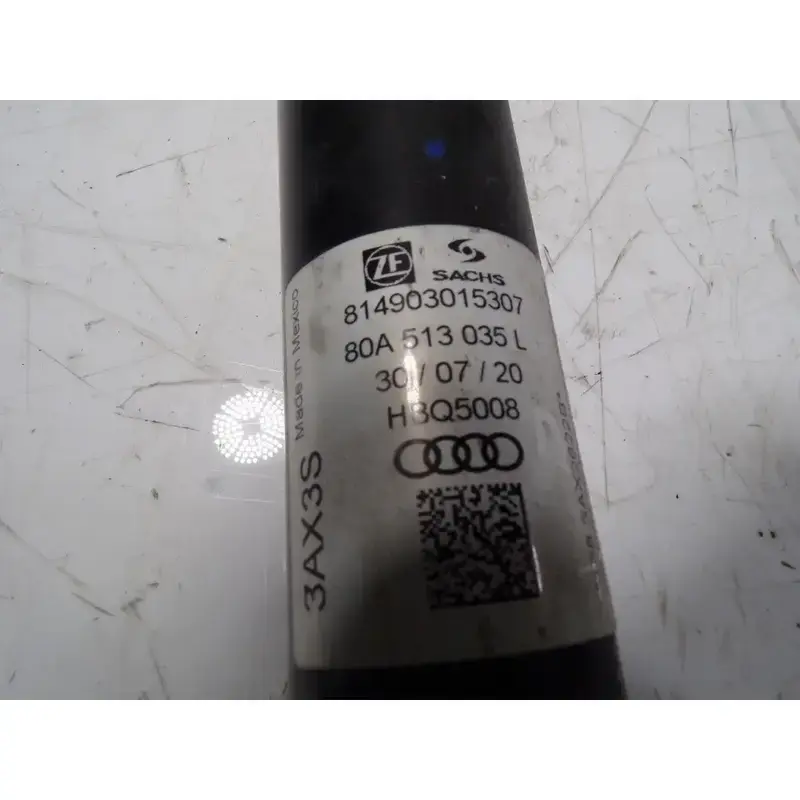 ZF
SACHS
814903015307
80A 513 035 L
30 / 07 / 20
HBQ5008
Made in Mexico
3AX3S